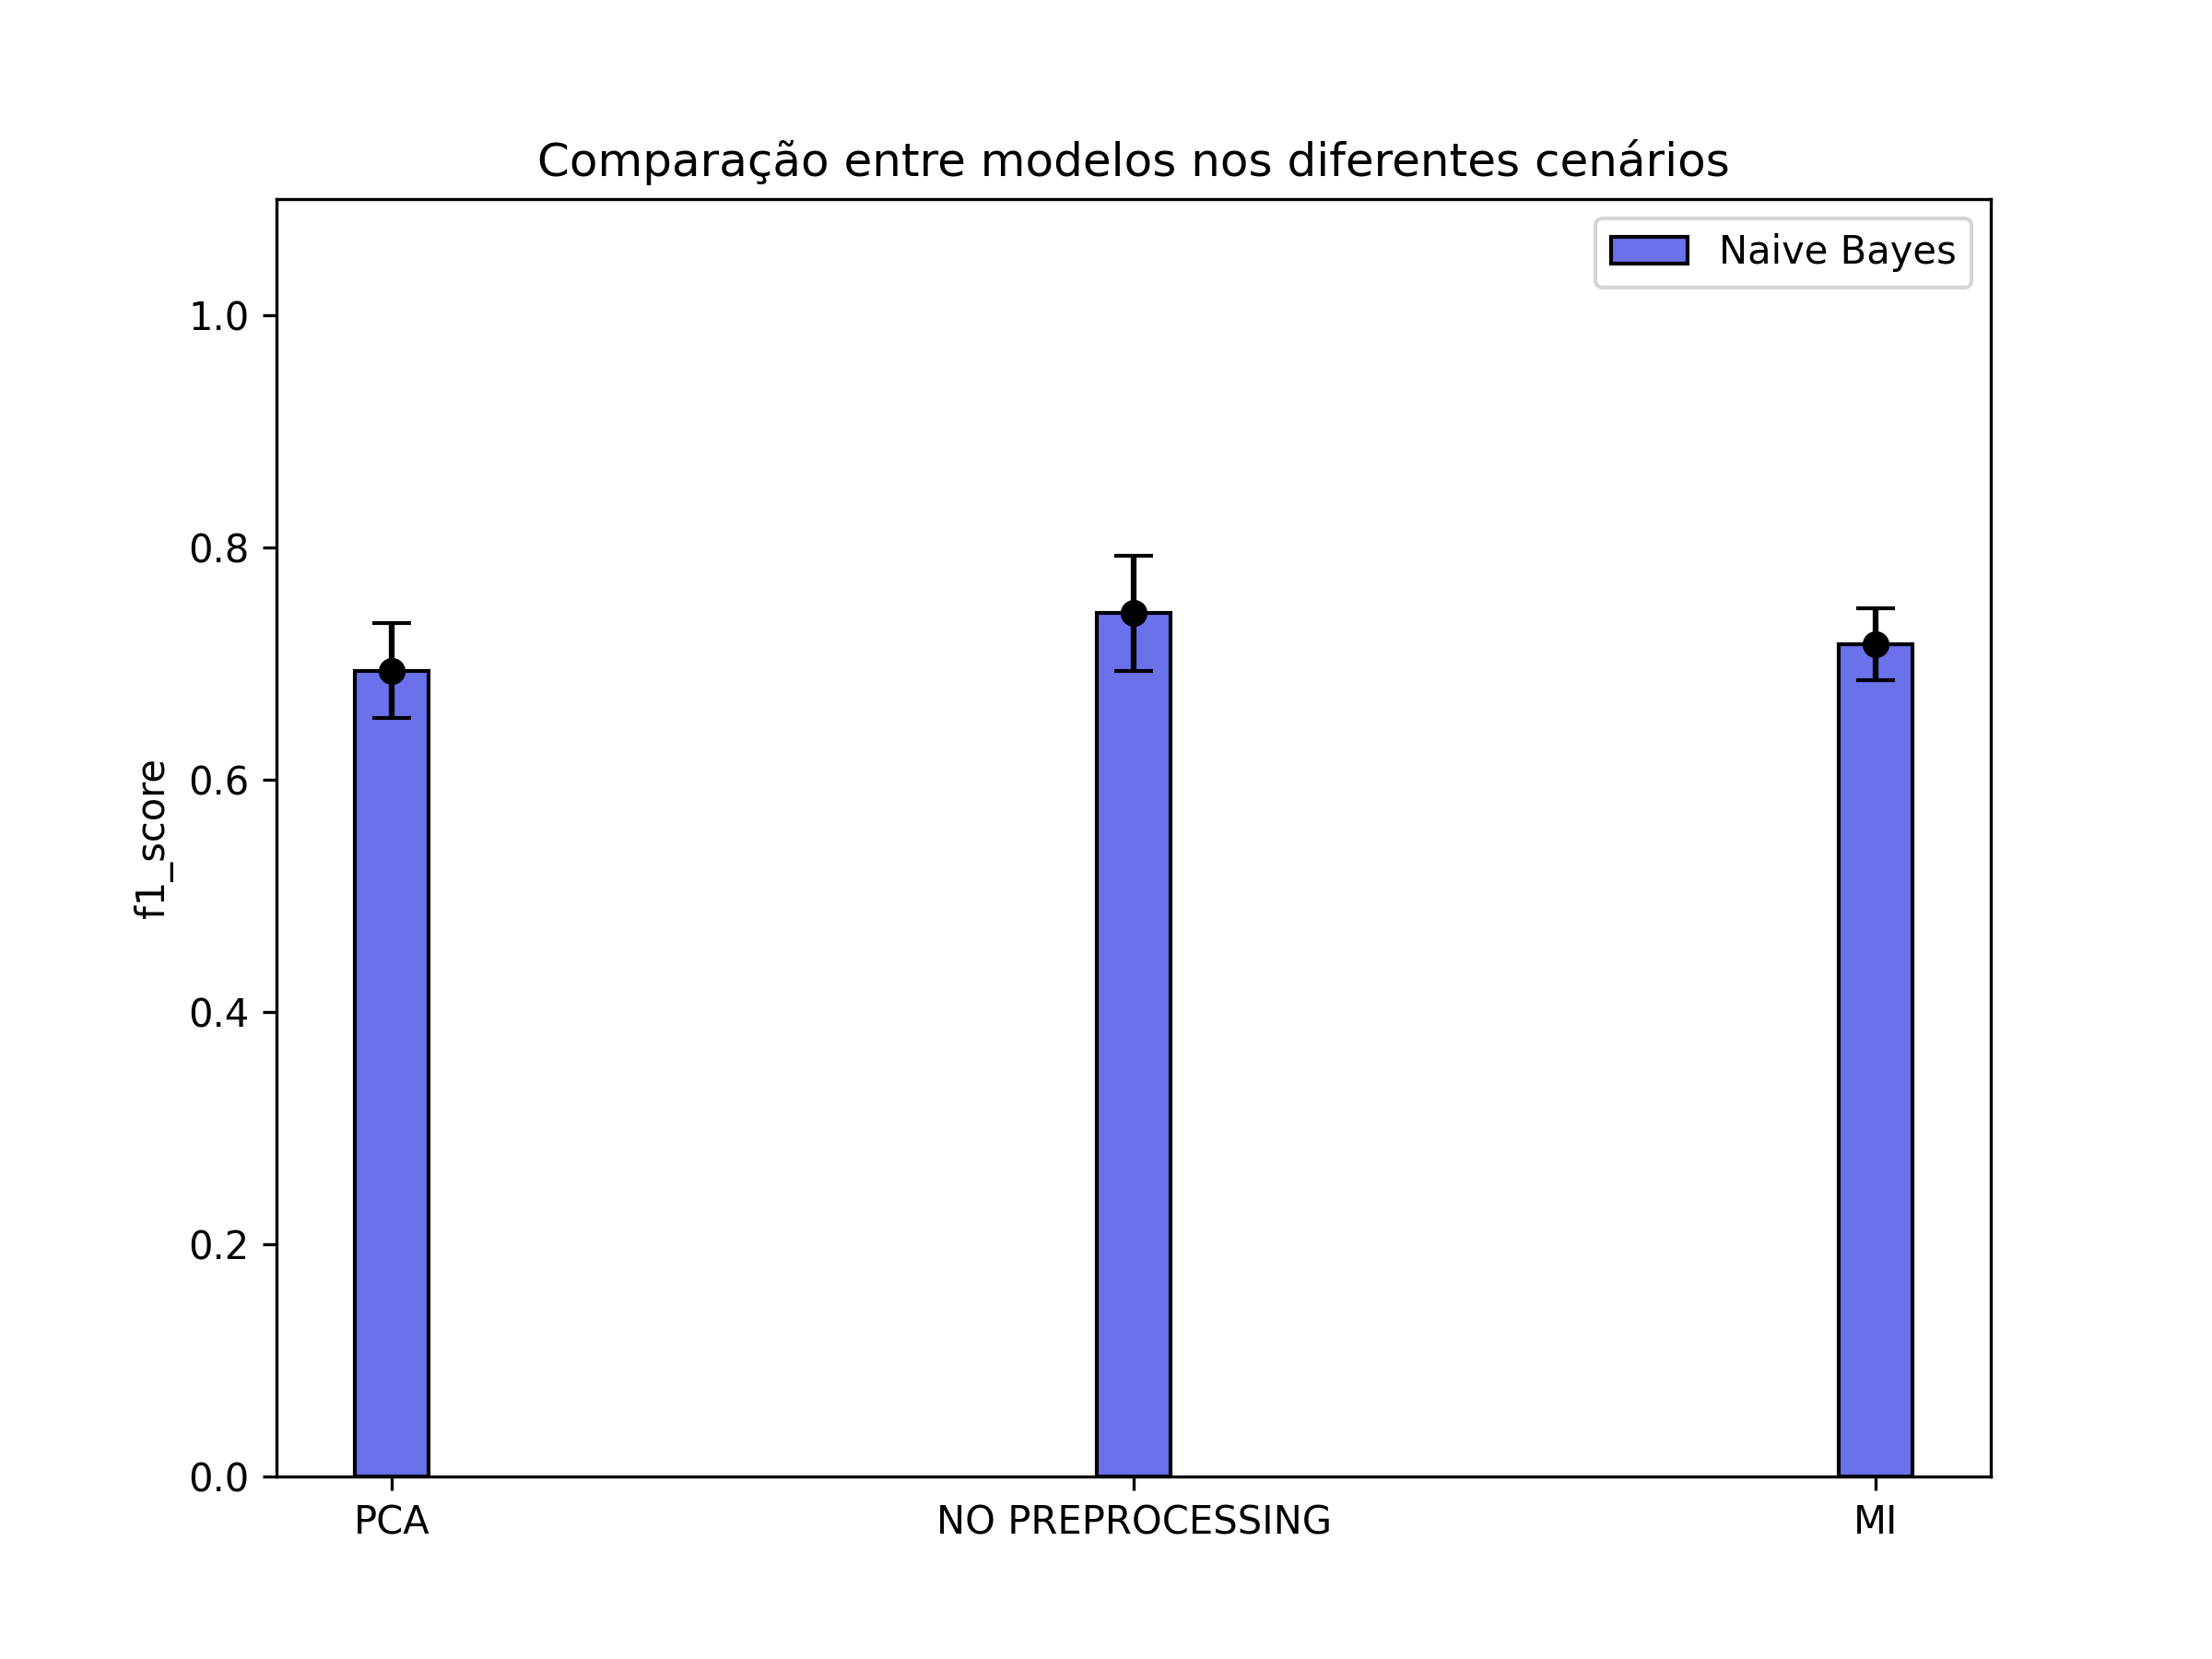 Comparação entre modelos nos diferentes cenários
Naive Bayes
1.0
0.8
0.6
0.4
0.2
0.0
f1_score
PCA
NO PREPROCESSING
MI